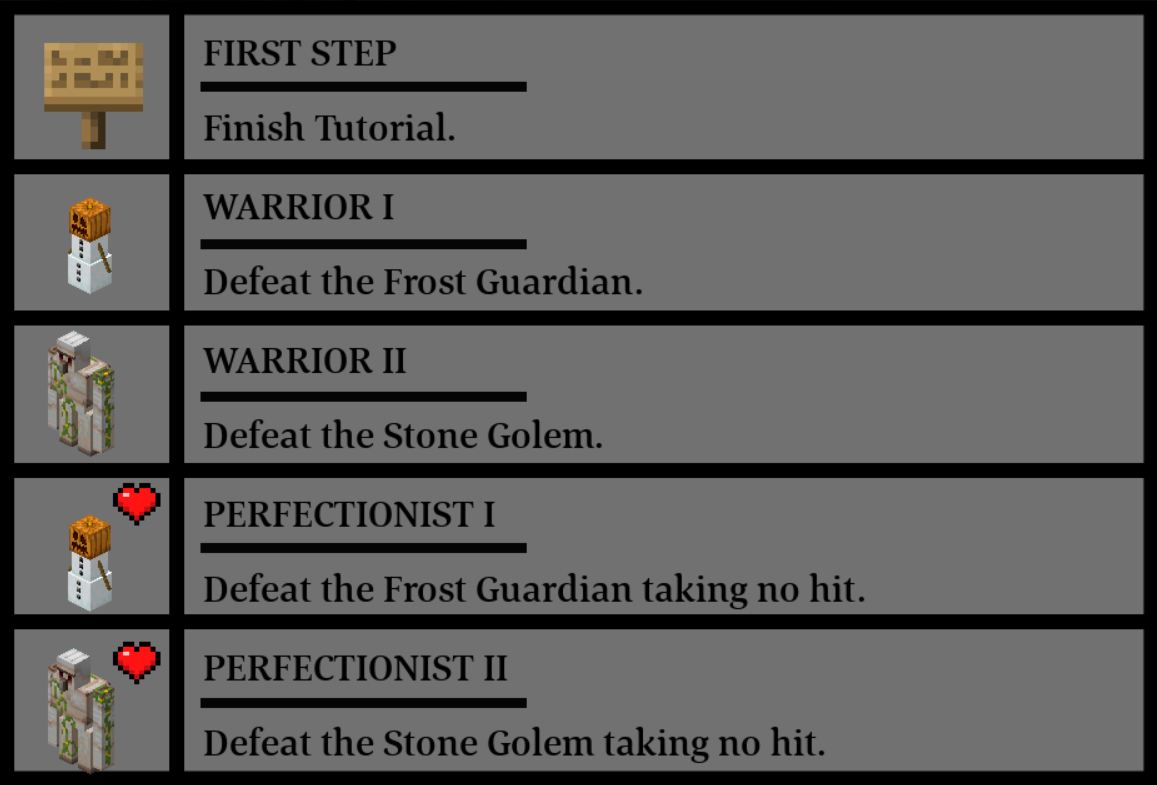 FIRST STEP
Finish Tutorial.
WARRIOR I
Defeat the Frost Guardian.
WARRIOR II
Defeat the Stone Golem.
PERFECTIONIST I
Defeat the Frost Guardian taking no hit.
PERFECTIONIST II
Defeat the Stone Golem taking no hit.